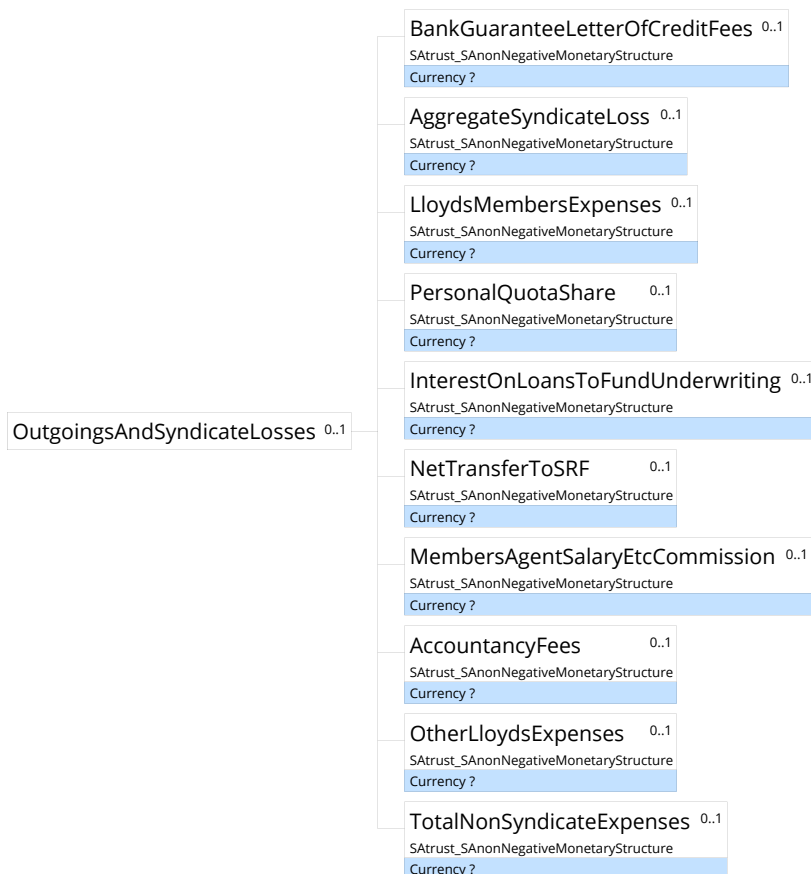 BankGuaranteeLetterOfCreditFees 0..1
SAtrust_SAnonNegativeMonetaryStructure
Currency ?
AggregateSyndicateLoss 0..1
SAtrust_SAnonNegativeMonetaryStructure
Currency ?
LloydsMembersExpenses 0..1
SAtrust_SAnonNegativeMonetaryStructure
Currency ?
PersonalQuotaShare 0..1
SAtrust_SAnonNegativeMonetaryStructure
Currency ?
InterestOnLoansToFundUnderwriting 0..1
SAtrust_SAnonNegativeMonetaryStructure
Currency ?
OutgoingsAndSyndicateLosses 0..1
NetTransferToSRF 0..1
SAtrust_SAnonNegativeMonetaryStructure
Currency ?
MembersAgentSalaryEtcCommission 0..1
SAtrust_SAnonNegativeMonetaryStructure
Currency ?
AccountancyFees 0..1
SAtrust_SAnonNegativeMonetaryStructure
Currency ?
OtherLloydsExpenses 0..1
SAtrust_SAnonNegativeMonetaryStructure
Currency ?
TotalNonSyndicateExpenses 0..1
SAtrust_SAnonNegativeMonetaryStructure
Currency ?